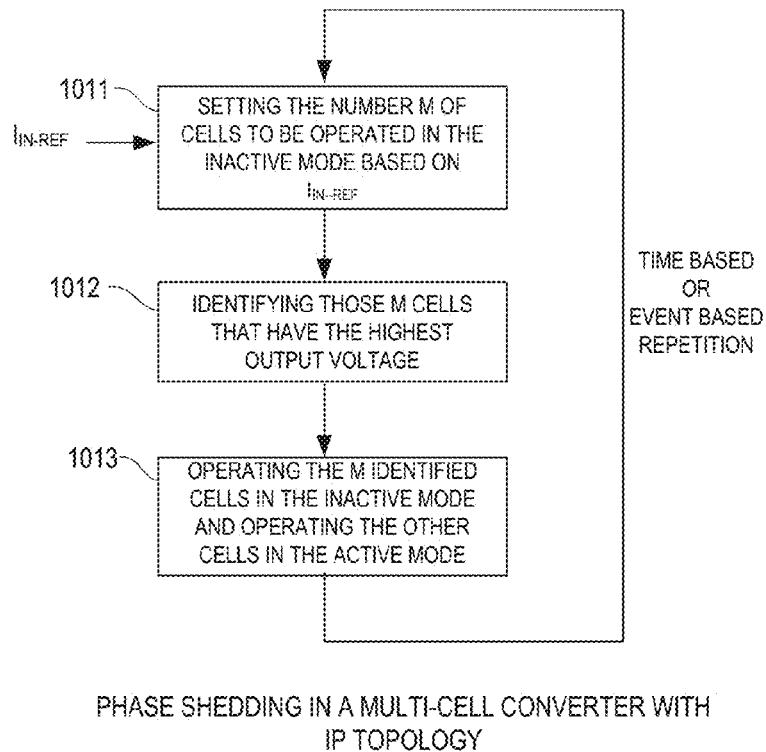 1011
SETTING THE NUMBER M OF
CELLS TO BE OPERATED IN THE
INACTIVE MODE BASED ON
IIN-REF
IIN-REF
1012
IDENTIFYING THOSE M CELLS
THAT HAVE THE HIGHEST
OUTPUT VOLTAGE
TIME BASED
OR
EVENT BASED
REPETITION
1013
OPERATING THE M IDENTIFIED
CELLS IN THE INACTIVE MODE
AND OPERATING THE OTHER
CELLS IN THE ACTIVE MODE
PHASE SHEDDING IN A MULTI-CELL CONVERTER WITH
IP TOPOLOGY